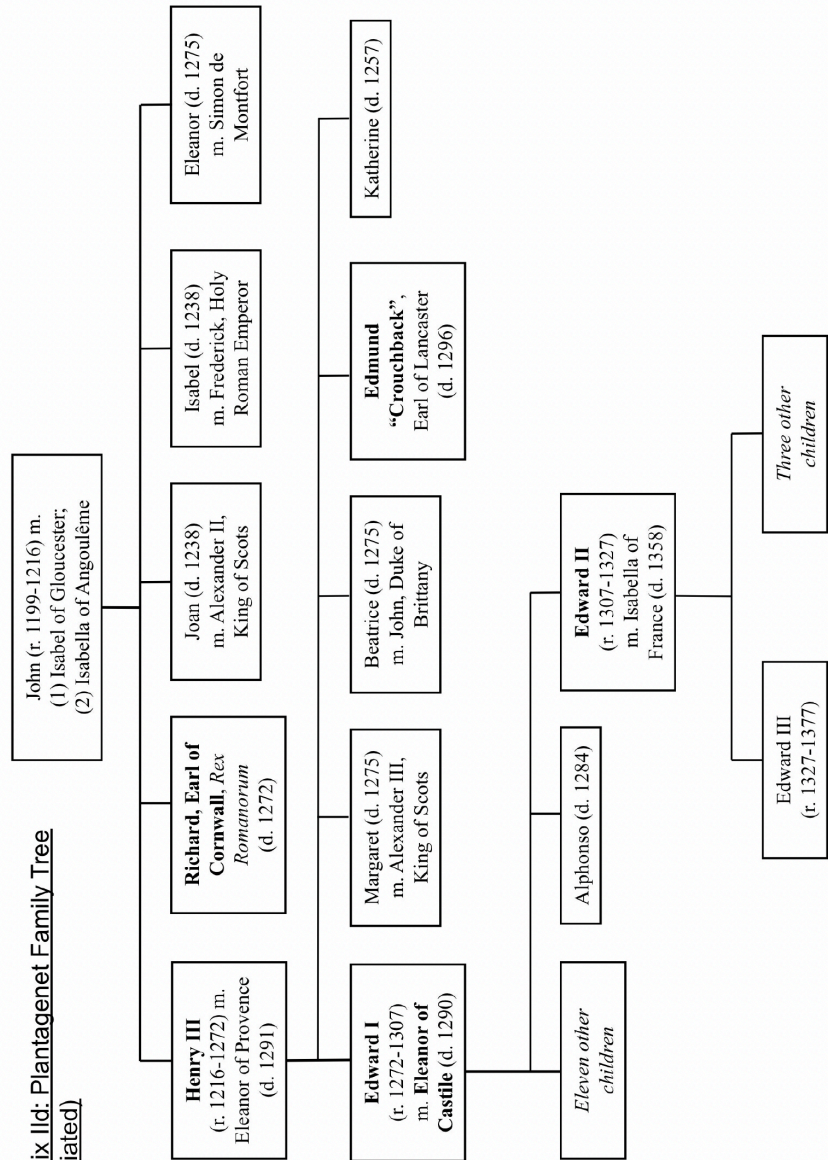 ix IId: Plantagenet Family Tree
iated)
John (r. 1199-1216) m.
(1) Isabel of Gloucester;
(2) Isabella of Angoulême
Henry III
(r. 1216-1272) m.
Eleanor of Provence
(d. 1291)
Richard, Earl of
Cornwall, Rex
Romanorum
(d. 1272)
Joan (d. 1238)
m. Alexander II,
King of Scots
Isabel (d. 1238)
m. Frederick, Holy
Roman Emperor
Eleanor (d. 1275)
m. Simon de
Montfort
Edward I
(r. 1272-1307)
m. Eleanor of
Castile (d. 1290)
Margaret (d. 1275)
m. Alexander III,
King of Scots
Beatrice (d. 1275)
m. John, Duke of
Brittany
Edmund
“Crouchback”,
Earl of Lancaster
(d. 1296)
Katherine (d. 1257)
Eleven other
children
Alphonso (d. 1284)
Edward II
(r. 1307-1327)
m. Isabella of
France (d. 1358)
Edward III
(r. 1327-1377)
Three other
children